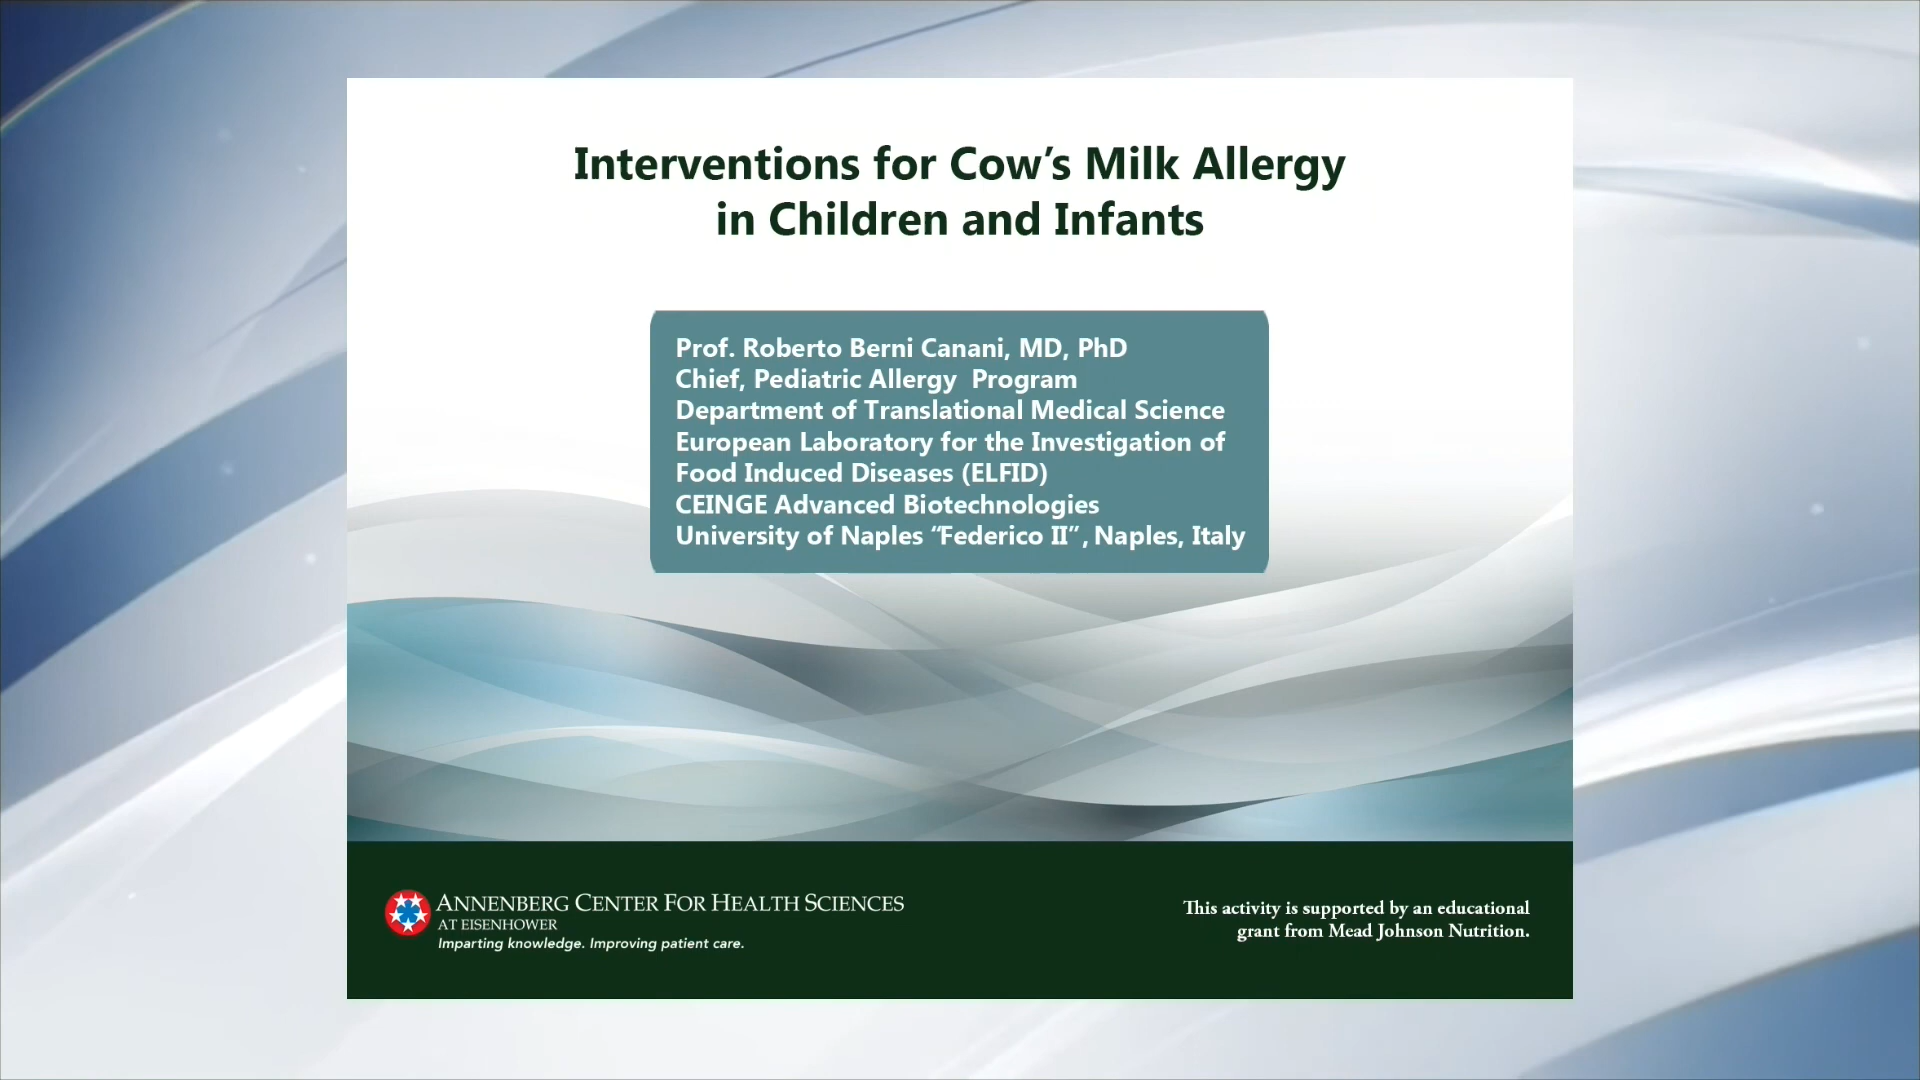 Interventions for Cow’s Milk Allergy
in Children and Infants
Prof. Roberto Berni Canani, MD, PhD
Chief, Pediatric Allergy  Program
Department of Translational Medical Science
European Laboratory for the Investigation of
Food Induced Diseases (ELFID)
CEINGE Advanced Biotechnologies
University of Naples “Federico II”, Naples, Italy
ANNENBERG CENTER FOR HEALTH SCIENCES
AT EISENHOWER
Imparting knowledge. Improving patient care.
This activity is supported by an educational
grant from Mead Johnson Nutrition.